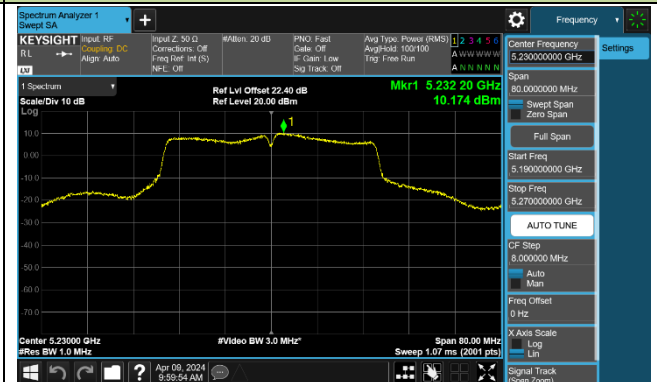 Spectrum Analyzer 1
Swept SA
Frequency
KEYSIGHT
RL
LXI
Input: RF
Coupling: DC
Align: Auto
Input Z: 50 Ω
Corrections: Off
Freq Ref: Int (S)
NFE: Off
#Atten: 20 dB
PNO: Fast
Gate: Off
IF Gain: Low
Sig Track: Off
Avg Type: Power (RMS)
Avg|Hold: 100/100
Trig: Free Run
1 2 3 4 5 6
A W W W W W
A N N N N N
Center Frequency
5.230000000 GHz
Settings
Span
80.0000000 MHz
Swept Span
Zero Span
Full Span
Start Freq
5.190000000 GHz
Stop Freq
5.270000000 GHz
AUTO TUNE
CF Step
8.000000 MHz
Auto
Man
Freq Offset
0 Hz
X Axis Scale
Log
Lin
Signal Track
(Span Zoom)
1 Spectrum
Scale/Div 10 dB
Log
Ref Lvl Offset 22.40 dB
Ref Level 20.00 dBm
Mkr1 5.232 20 GHz
10.174 dBm
1
10.0
0.00
-10.0
-20.0
-30.0
-40.0
-50.0
-60.0
-70.0
Center 5.23000 GHz
#Res BW 1.0 MHz
#Video BW 3.0 MHz*
Span 80.00 MHz
Sweep 1.07 ms (2001 pts)
?
Apr 09, 2024
9:59:54 AM